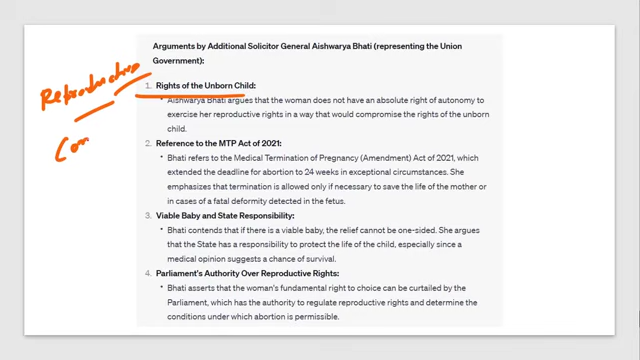 Arguments by Additional Solicitor General Aishwarya Bhati (representing the Union
Government):
Reproductive
1. Rights of the Unborn Child:
• Aishwarya Bhati argues that the woman does not have an absolute right of autonomy to
exercise her reproductive rights in a way that would compromise the rights of the unborn
child.
2. Reference to the MTP Act of 2021:
• Bhati refers to the Medical Termination of Pregnancy (Amendment) Act of 2021, which
extended the deadline for abortion to 24 weeks in exceptional circumstances. She
emphasizes that termination is allowed only if necessary to save the life of the mother or
in cases of a fatal deformity detected in the fetus.
3. Viable Baby and State Responsibility:
• Bhati contends that if there is a viable baby, the relief cannot be one-sided. She argues
that the State has a responsibility to protect the life of the child, especially since a
medical opinion suggests a chance of survival.
4. Parliament's Authority Over Reproductive Rights:
• Bhati asserts that the woman's fundamental right to choice can be curtailed by the
Parliament, which has the authority to regulate reproductive rights and determine the
conditions under which abortion is permissible.